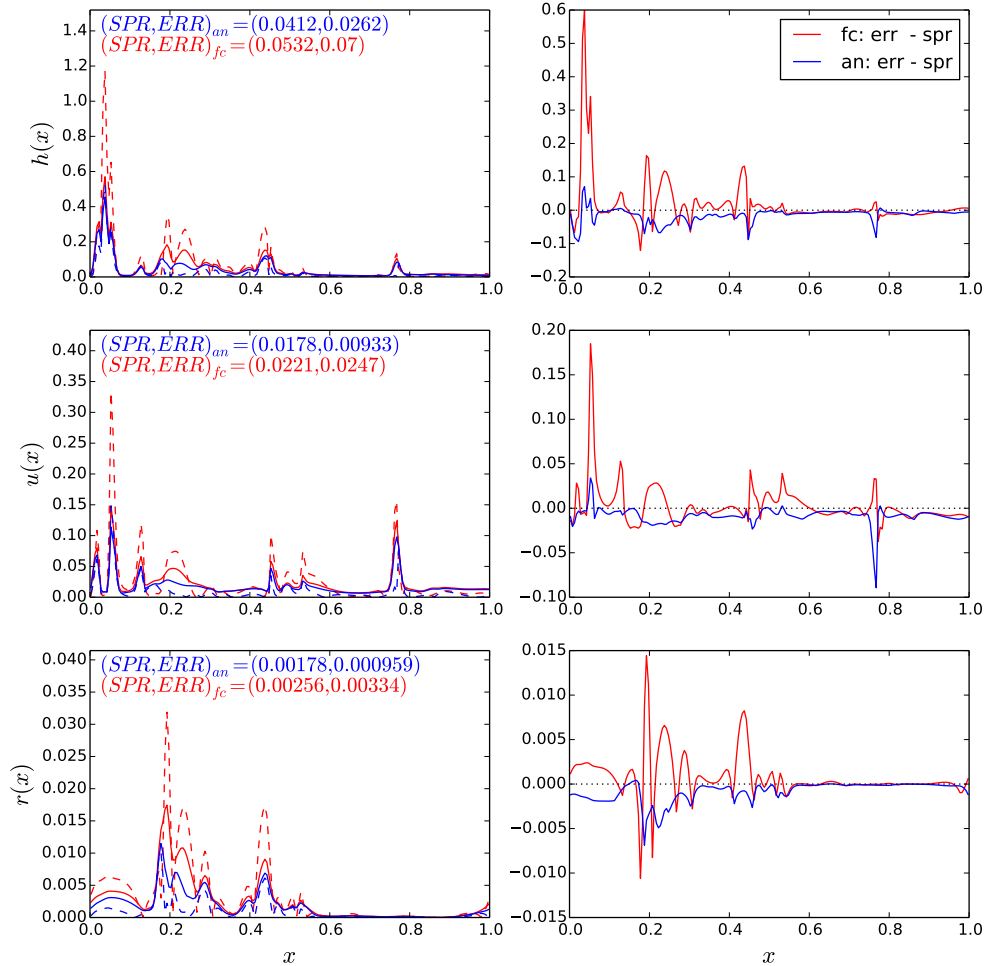 (SPR,ERR)an=(0.0412,0.0262)
(SPR,ERR)fc=(0.0532,0.07)
h(x)
0.0 0.2 0.4 0.6 0.8 1.0 1.2 1.4
0.0 0.2 0.4 0.6 0.8 1.0
fc: err - spr
an: err - spr
−0.2 −0.1 0.0 0.1 0.2 0.3 0.4 0.5 0.6
0.0 0.2 0.4 0.6 0.8 1.0
(SPR,ERR)an=(0.0178,0.00933)
(SPR,ERR)fc=(0.0221,0.0247)
u(x)
0.00 0.05 0.10 0.15 0.20 0.25 0.30 0.35 0.40
0.0 0.2 0.4 0.6 0.8 1.0
−0.10 −0.05 0.00 0.05 0.10 0.15 0.20
0.0 0.2 0.4 0.6 0.8 1.0
(SPR,ERR)an=(0.00178,0.000959)
(SPR,ERR)fc=(0.00256,0.00334)
r(x)
0.000 0.005 0.010 0.015 0.020 0.025 0.030 0.035 0.040
0.0 0.2 0.4 0.6 0.8 1.0
x
−0.015 −0.010 −0.005 0.000 0.005 0.010 0.015
0.0 0.2 0.4 0.6 0.8 1.0
x